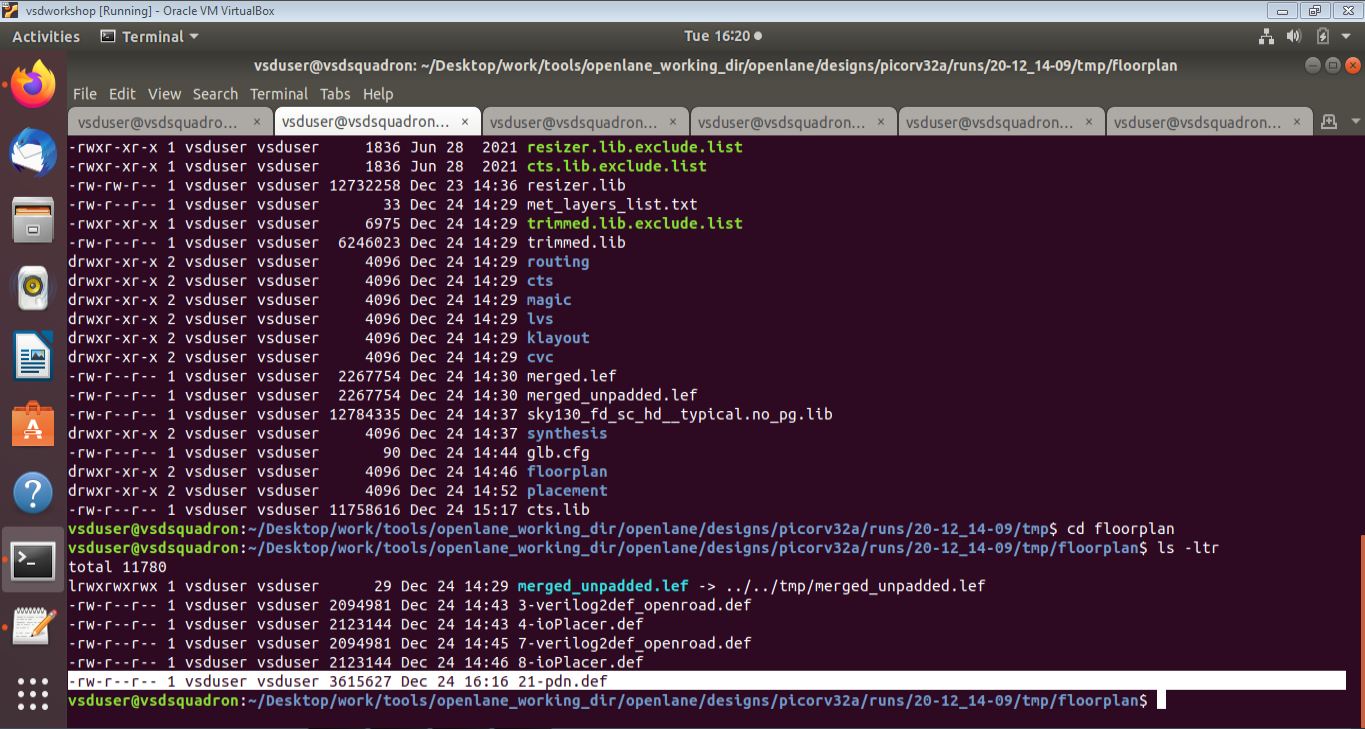 vsdworkshop [Running] - Oracle VM VirtualBox
Activities Terminal Tue 16:20
vsduser@vsdsquadron: ~/Desktop/work/tools/openlane_working_dir/openlane/designs/picorv32a/runs/20-12_14-09/tmp/floorplan
File Edit View Search Terminal Tabs Help
vsduser@vsdsquadro... × vsduser@vsdsquadron... × vsduser@vsdsquadron... × vsduser@vsdsquadron... × vsduser@vsdsquadron... × vsduser@vsdsquadron... ×
-rwxr-xr-x 1 vsduser vsduser     1836 Jun 28  2021 resizer.lib.exclude.list
-rwxr-xr-x 1 vsduser vsduser     1836 Jun 28  2021 cts.lib.exclude.list
-rw-rw-r-- 1 vsduser vsduser 12732258 Dec 23 14:36 resizer.lib
-rw-r--r-- 1 vsduser vsduser       33 Dec 24 14:29 met_layers_list.txt
-rwxr-xr-x 1 vsduser vsduser     6975 Dec 24 14:29 trimmed.lib.exclude.list
-rw-r--r-- 1 vsduser vsduser  6246023 Dec 24 14:29 trimmed.lib
drwxr-xr-x 2 vsduser vsduser     4096 Dec 24 14:29 routing
drwxr-xr-x 2 vsduser vsduser     4096 Dec 24 14:29 cts
drwxr-xr-x 2 vsduser vsduser     4096 Dec 24 14:29 magic
drwxr-xr-x 2 vsduser vsduser     4096 Dec 24 14:29 lvs
drwxr-xr-x 2 vsduser vsduser     4096 Dec 24 14:29 klayout
drwxr-xr-x 2 vsduser vsduser     4096 Dec 24 14:29 cvc
-rw-r--r-- 1 vsduser vsduser  2267754 Dec 24 14:30 merged.lef
-rw-r--r-- 1 vsduser vsduser  2267754 Dec 24 14:30 merged_unpadded.lef
-rw-r--r-- 1 vsduser vsduser 12784335 Dec 24 14:37 sky130_fd_sc_hd__typical.no_pg.lib
drwxr-xr-x 2 vsduser vsduser     4096 Dec 24 14:37 synthesis
-rw-r--r-- 1 vsduser vsduser       90 Dec 24 14:44 glb.cfg
drwxr-xr-x 2 vsduser vsduser     4096 Dec 24 14:46 floorplan
drwxr-xr-x 2 vsduser vsduser     4096 Dec 24 14:52 placement
-rw-r--r-- 1 vsduser vsduser 11758616 Dec 24 15:17 cts.lib
vsduser@vsdsquadron:~/Desktop/work/tools/openlane_working_dir/openlane/designs/picorv32a/runs/20-12_14-09/tmp$ cd floorplan
vsduser@vsdsquadron:~/Desktop/work/tools/openlane_working_dir/openlane/designs/picorv32a/runs/20-12_14-09/tmp/floorplan$ ls -ltr
total 11780
lrwxrwxrwx 1 vsduser vsduser      29 Dec 24 14:29 merged_unpadded.lef -> ../../tmp/merged_unpadded.lef
-rw-r--r-- 1 vsduser vsduser 2094981 Dec 24 14:43 3-verilog2def_openroad.def
-rw-r--r-- 1 vsduser vsduser 2123144 Dec 24 14:43 4-ioPlacer.def
-rw-r--r-- 1 vsduser vsduser 2094981 Dec 24 14:45 7-verilog2def_openroad.def
-rw-r--r-- 1 vsduser vsduser 2123144 Dec 24 14:46 8-ioPlacer.def
-rw-r--r-- 1 vsduser vsduser 3615627 Dec 24 16:16 21-pdn.def
vsduser@vsdsquadron:~/Desktop/work/tools/openlane_working_dir/openlane/designs/picorv32a/runs/20-12_14-09/tmp/floorplan$